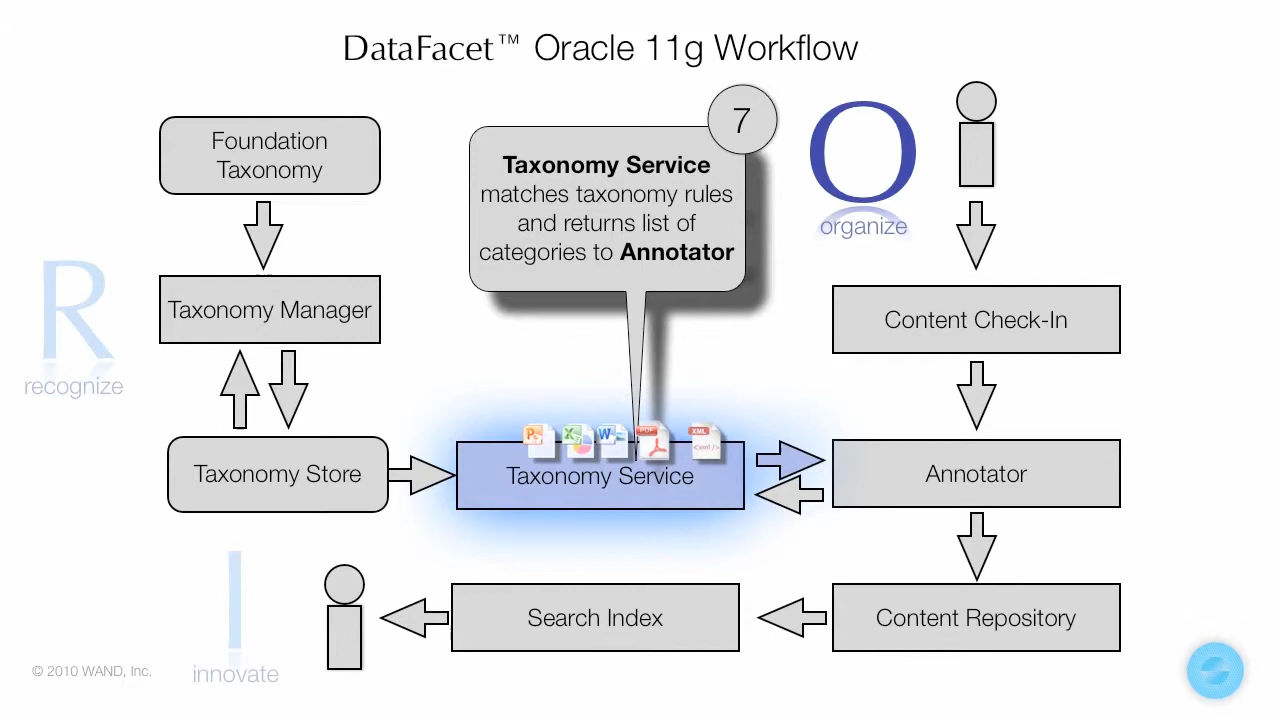 DataFacet™ Oracle 11g Workflow
Foundation
Taxonomy
7
Taxonomy Service
matches taxonomy rules
and returns list of
categories to Annotator
O
organize
R
recognize
Taxonomy Manager
Content Check-In
Taxonomy Store
Taxonomy Service
Annotator
PDF
XML
I
innovate
Search Index
Content Repository
© 2010 WAND, Inc.